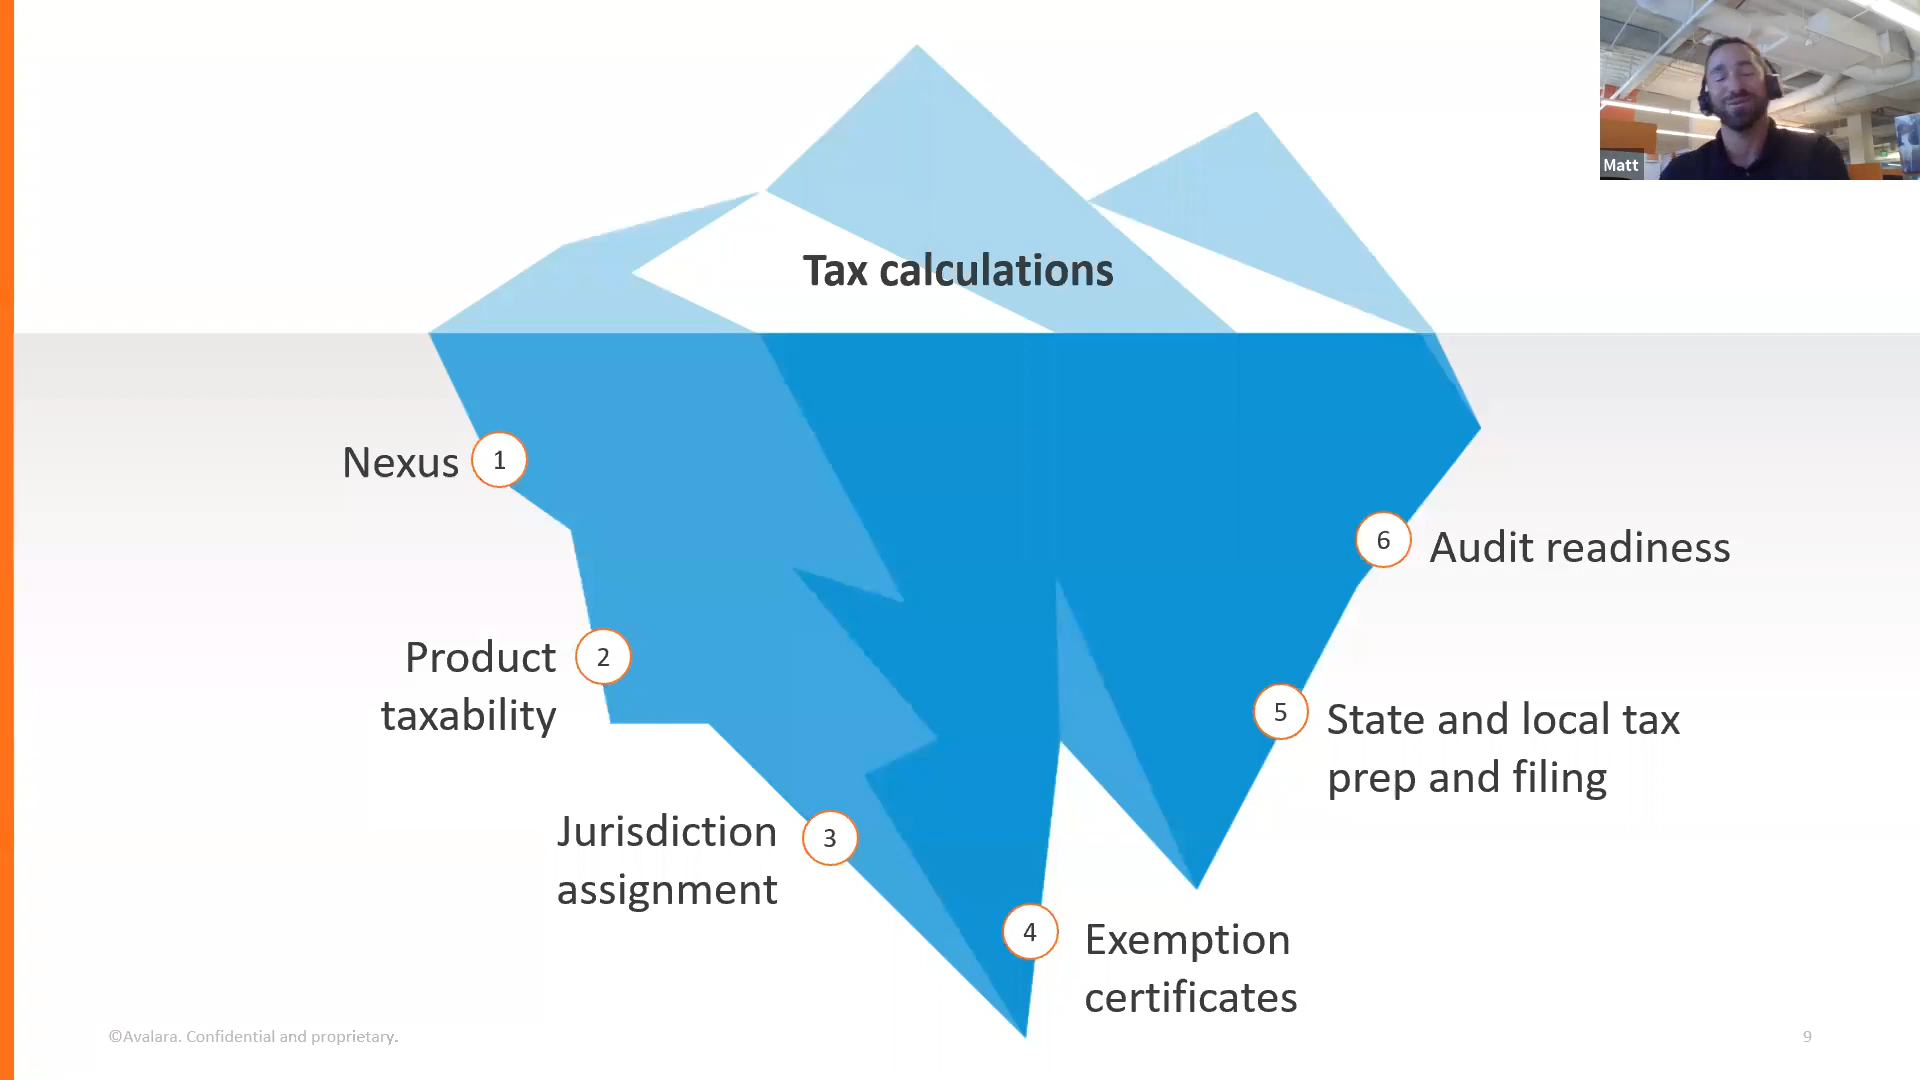 Matt
Tax calculations
1
Nexus
2
Product
taxability
3
Jurisdiction
assignment
4
Exemption
certificates
5
State and local tax
prep and filing
6
Audit readiness
©Avalara. Confidential and proprietary.
9